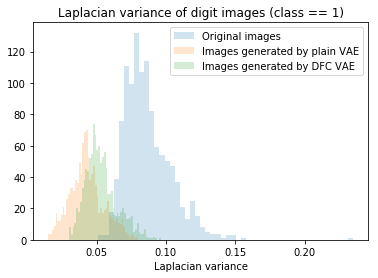 Laplacian variance of digit images (class == 1)
Original images
Images generated by plain VAE
Images generated by DFC VAE
120
100
80
60
40
20
0
0.05 0.10 0.15 0.20
Laplacian variance